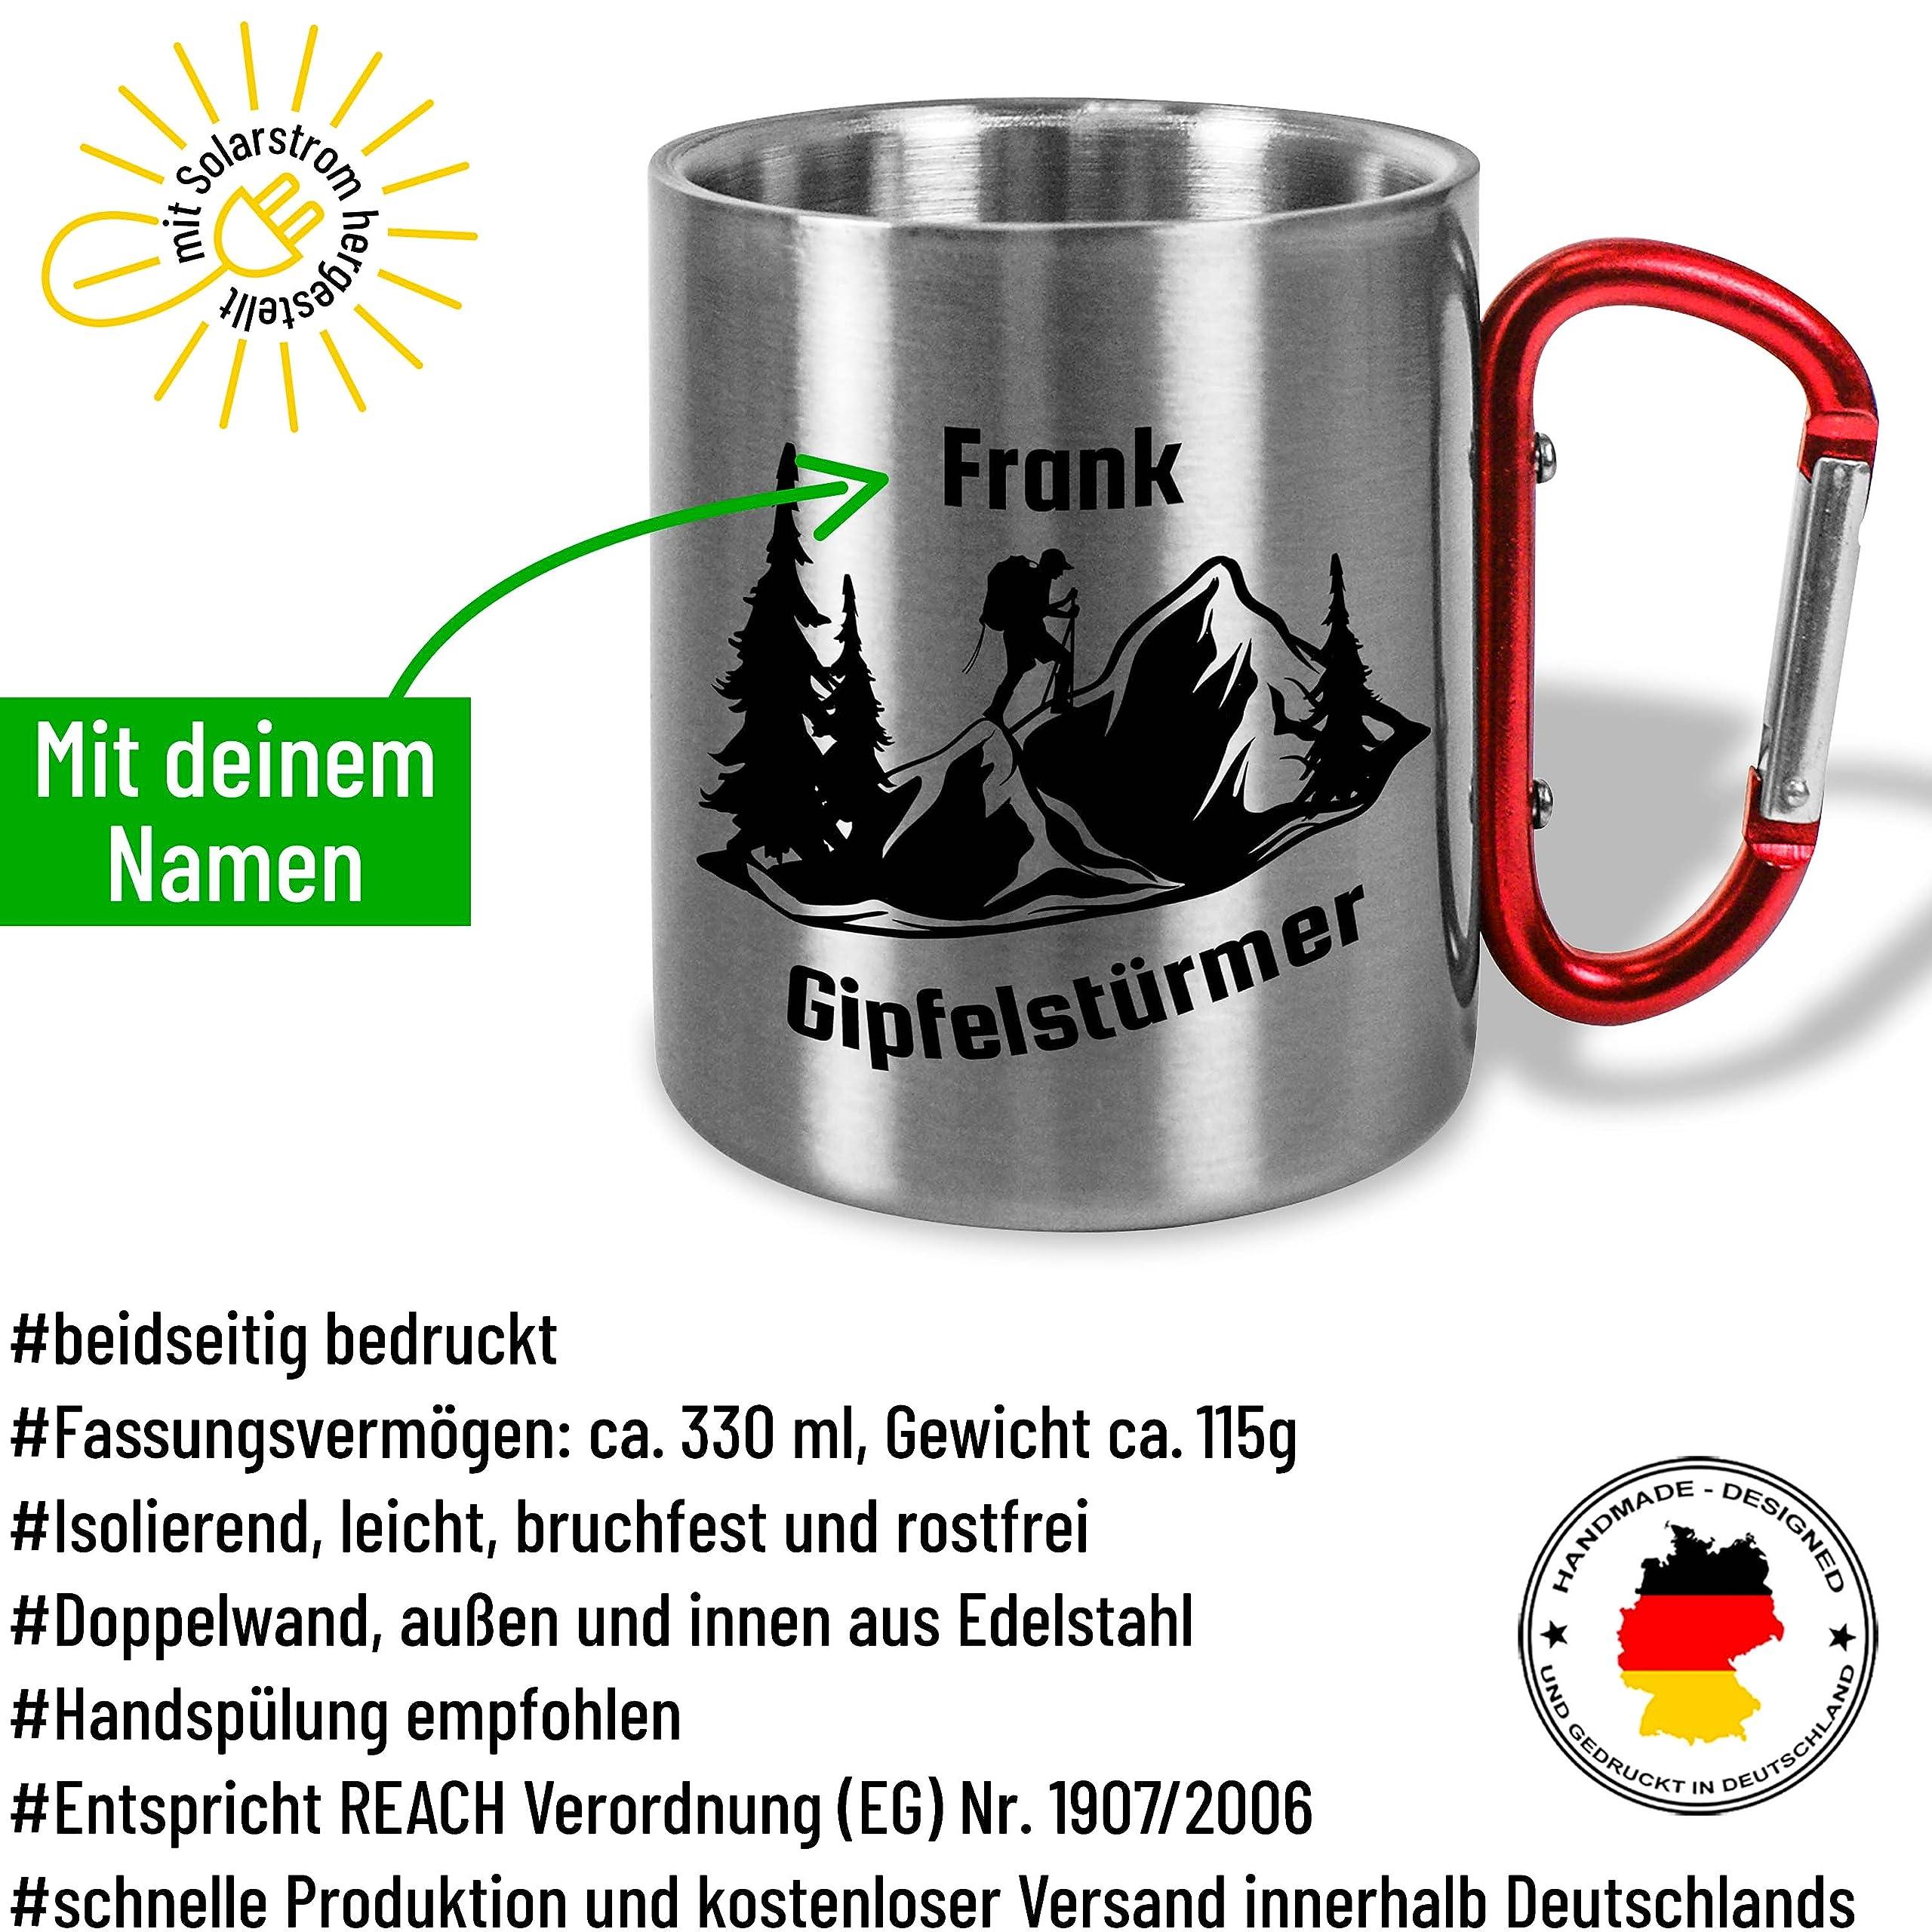 mit Solarstrom hergestellt
Frank
Mit deinem
Namen
Gipfelstürmer
#beidseitig bedruckt
#Fassungsvermögen: ca. 330 ml, Gewicht ca. 115g
#Isolierend, leicht, bruchfest und rostfrei
#Doppelwand, außen und innen aus Edelstahl
#Handspülung empfohlen
#Entspricht REACH Verordnung (EG) Nr. 1907/2006
#schnelle Produktion und kostenloser Versand innerhalb Deutschlands
HANDMADE - DESIGNED
UND GEDRUCKT IN DEUTSCHLAND